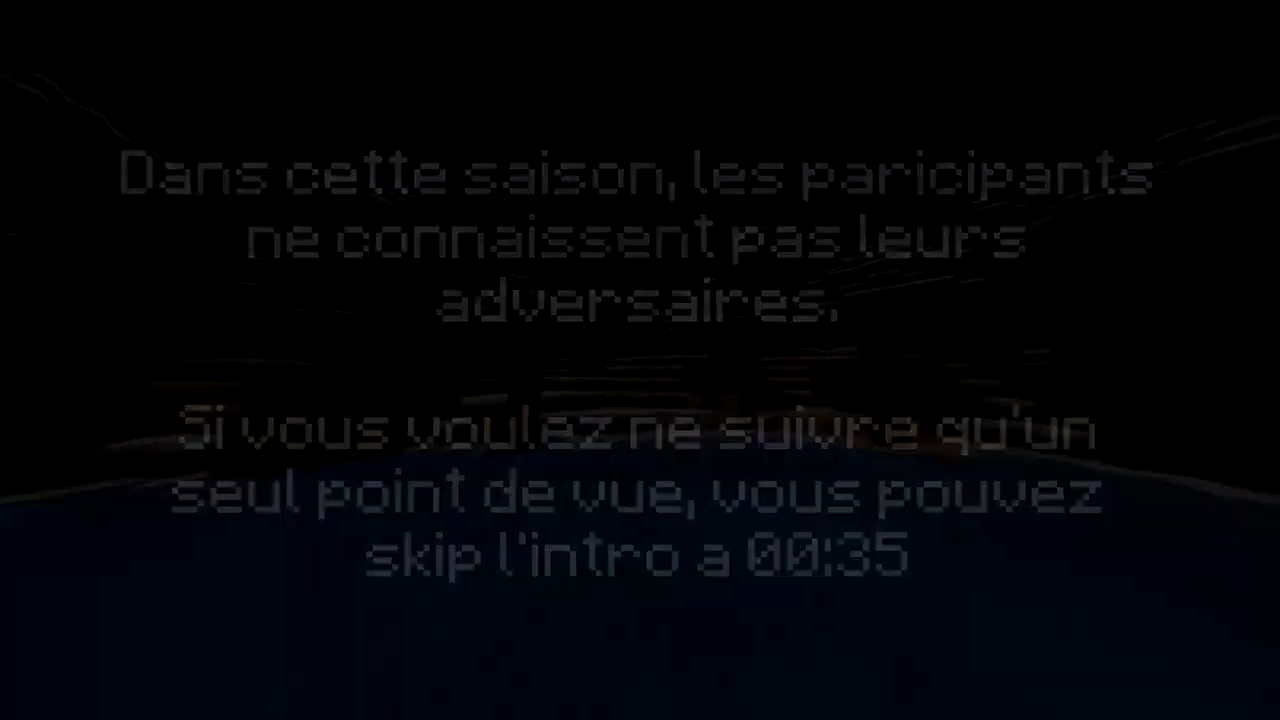 Dans cette saison, les paricipants
ne connaissent pas leurs
adversaires.
Si vous voulez ne suivre qu'un
seul point de vue, vous pouvez
skip l'intro a 00:35